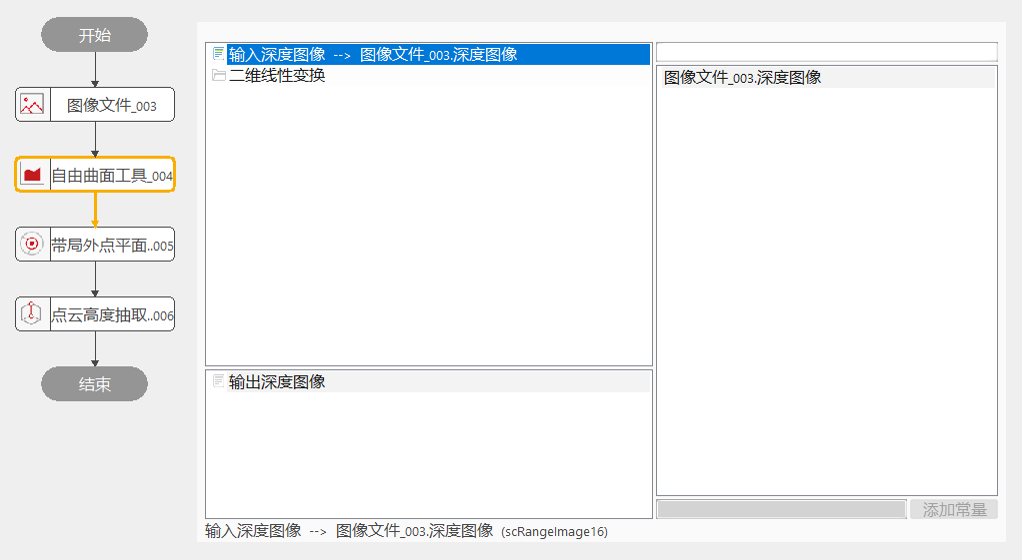 开始
图像文件_003
自由曲面工具_004
带局外点平面..005
点云高度抽取..006
结束
输入深度图像 --> 图像文件_003.深度图像
二维线性变换
输出深度图像
图像文件_003.深度图像
添加常量
输入深度图像 --> 图像文件_003.深度图像 (scRangeImage16)